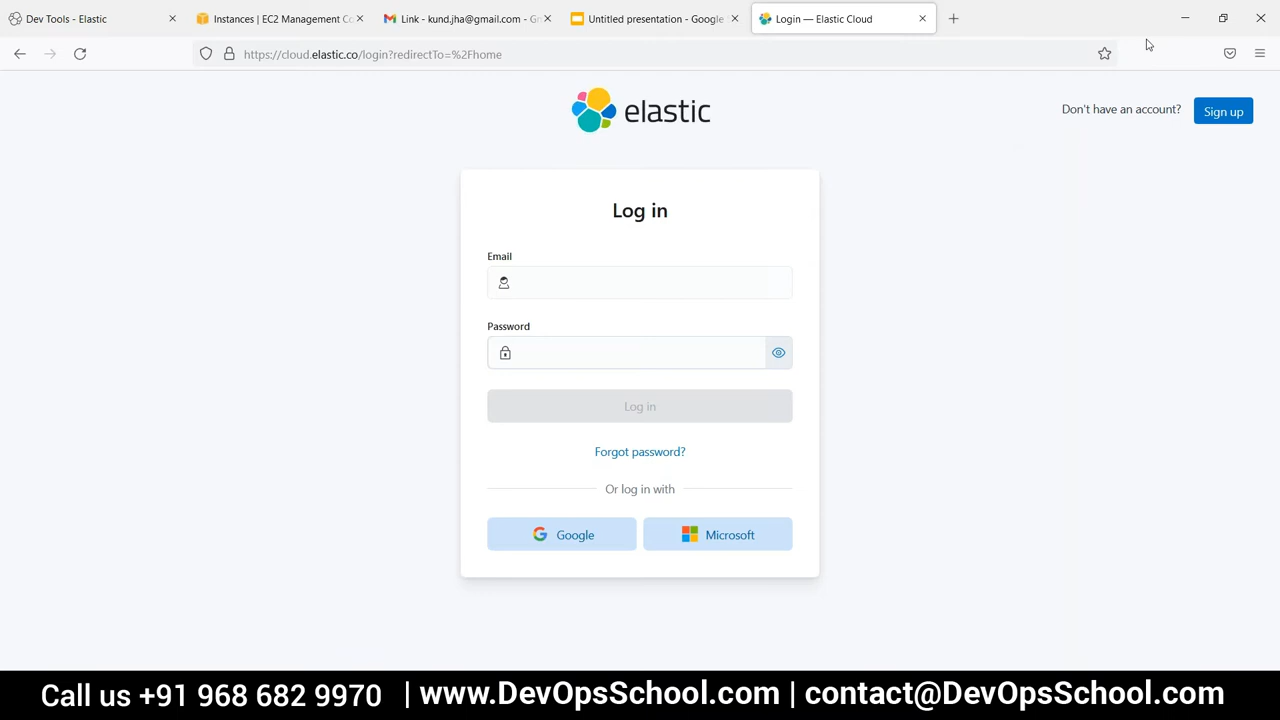 Dev Tools - Elastic
Instances | EC2 Management Co
Link - kund.jha@gmail.com - Gm
Untitled presentation - Google
Login — Elastic Cloud
https://cloud.elastic.co/login?redirectTo=%2Fhome
elastic
Don't have an account?
Sign up
Log in
Email
Password
Log in
Forgot password?
Or log in with
Google
Microsoft
Call us +91 968 682 9970 | www.DevOpsSchool.com | contact@DevOpsSchool.com